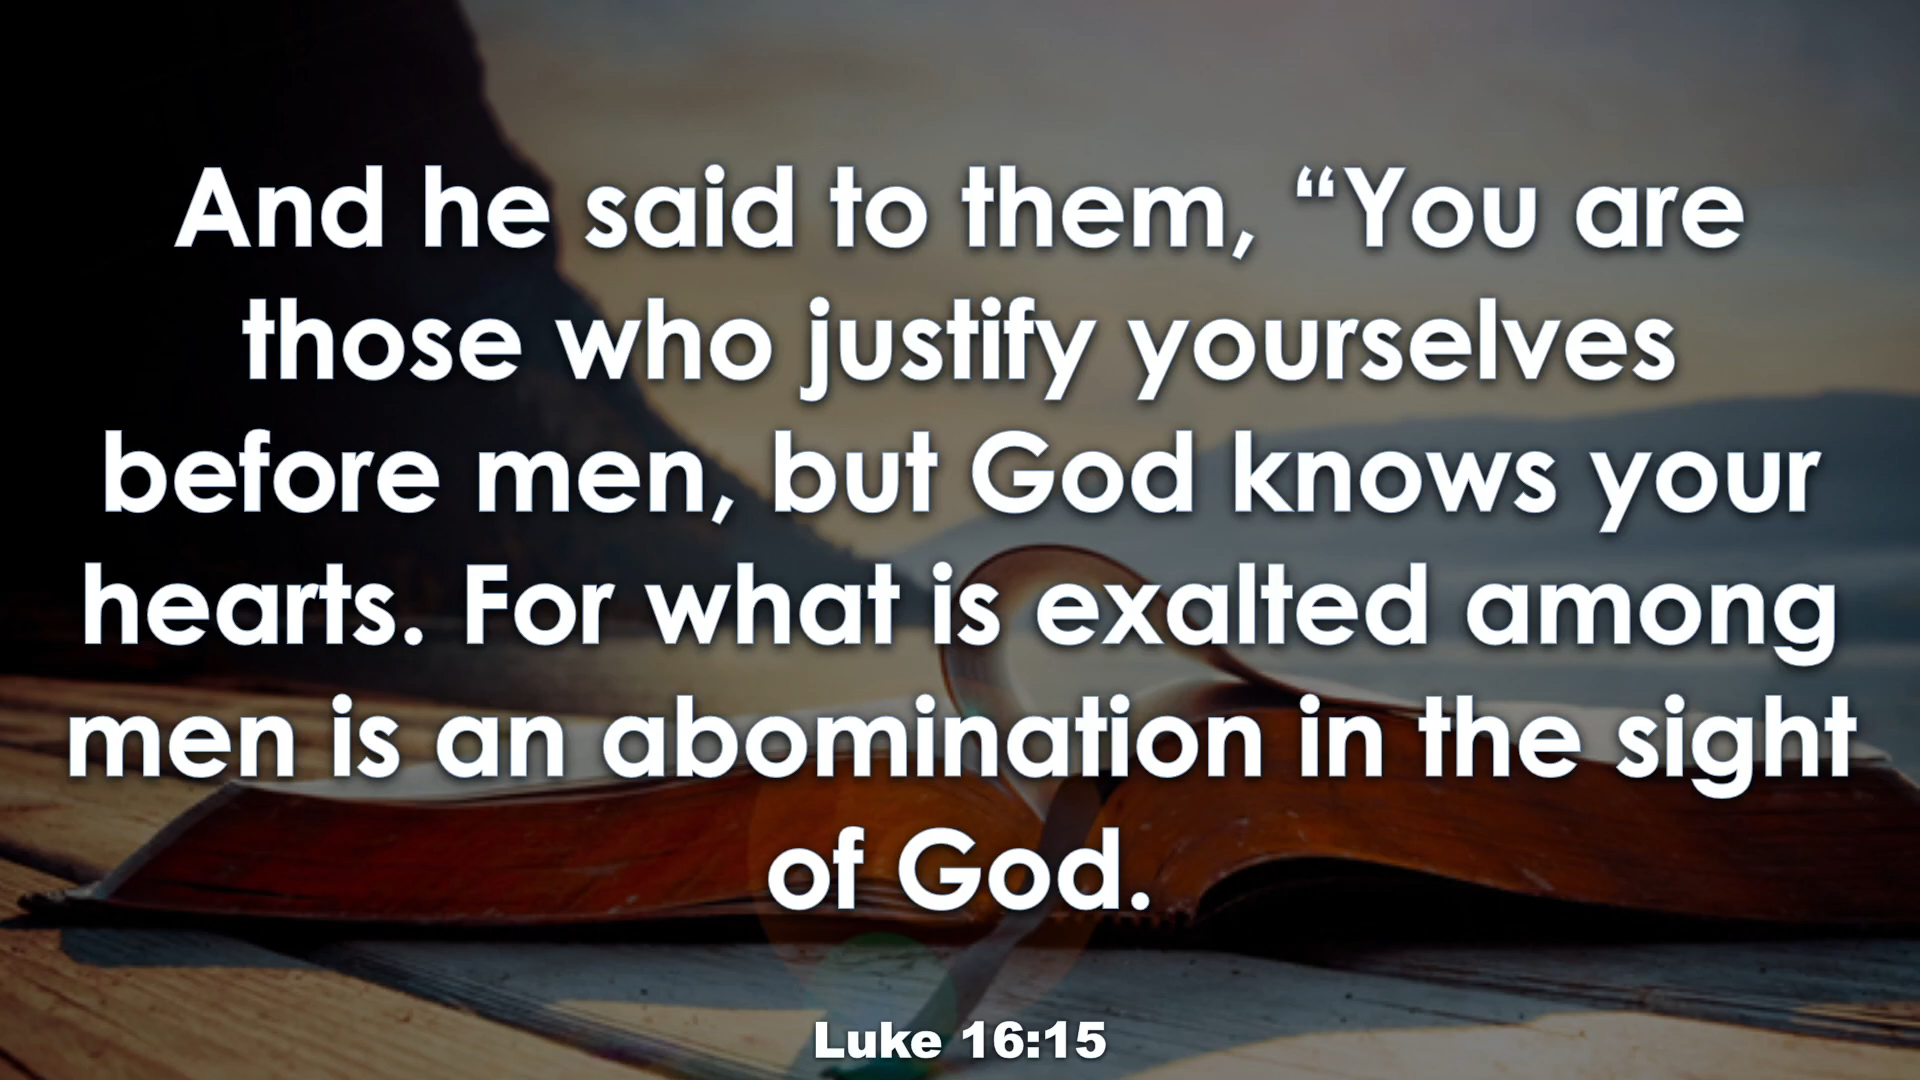 And he said to them, “You are
those who justify yourselves
before men, but God knows your
hearts. For what is exalted among
men is an abomination in the sight
of God.
Luke 16:15